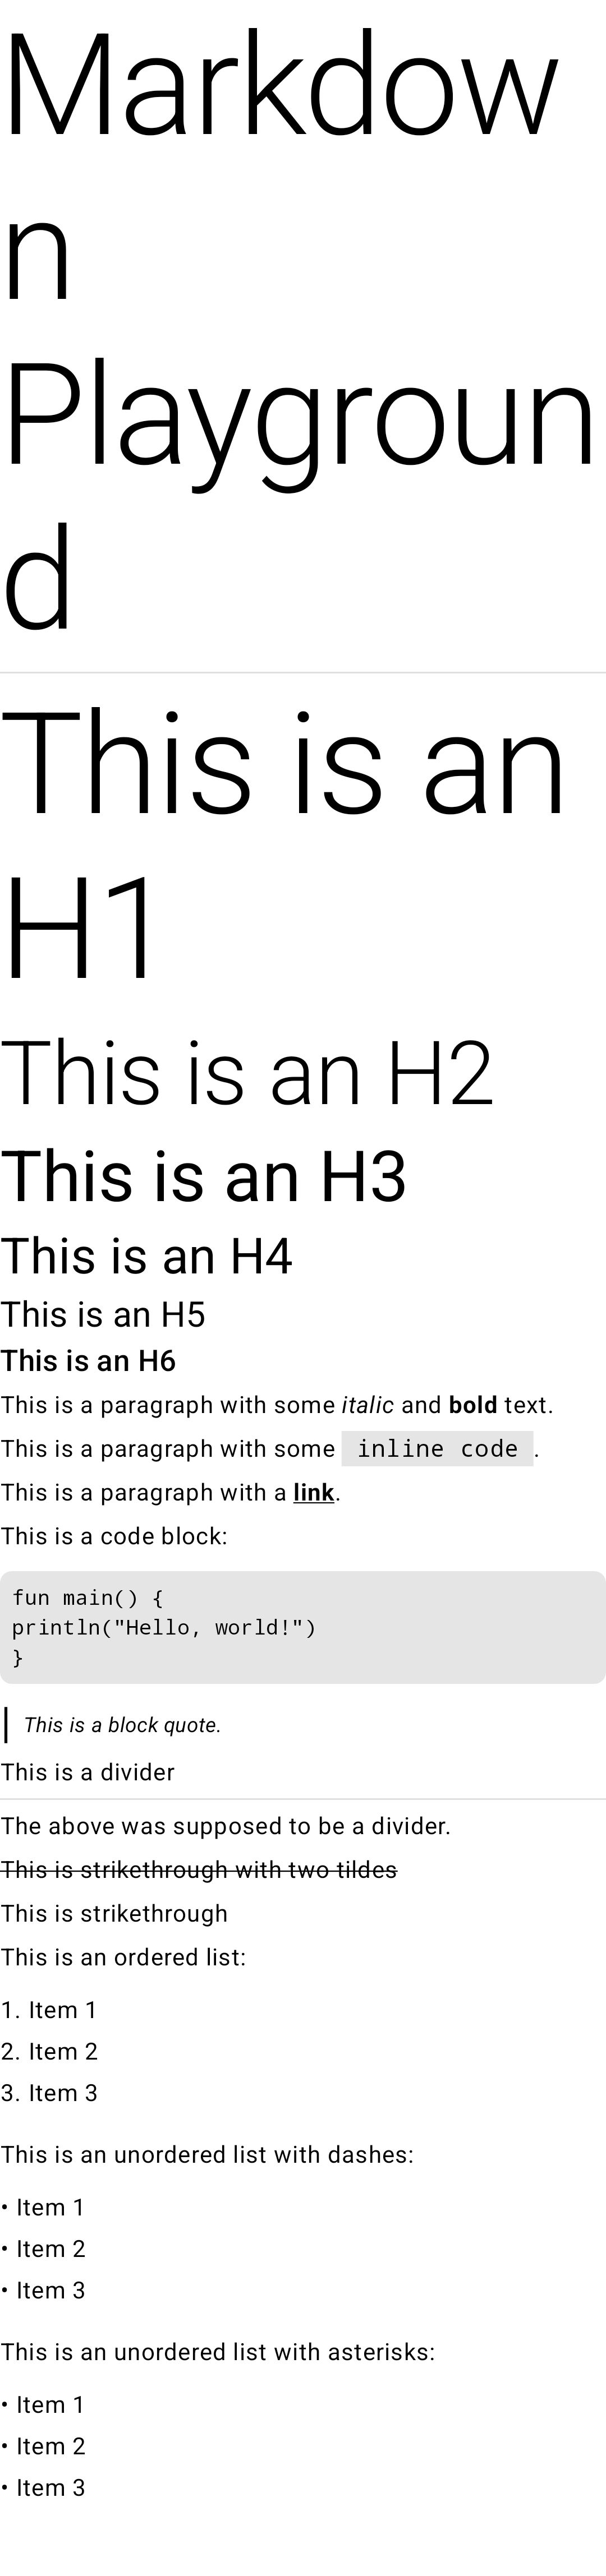 Markdow
n
Playgroun
d
This is an
H1
This is an H2
This is an H3
This is an H4
This is an H5
This is an H6
This is a paragraph with some italic and bold text.
This is a paragraph with some inline code .
This is a paragraph with a link.
This is a code block:
fun main() {
println("Hello, world!")
}
This is a block quote.
This is a divider
The above was supposed to be a divider.
This is strikethrough with two tildes
This is strikethrough
This is an ordered list:
1. Item 1
2. Item 2
3. Item 3
This is an unordered list with dashes:
• Item 1
• Item 2
• Item 3
This is an unordered list with asterisks:
• Item 1
• Item 2
• Item 3